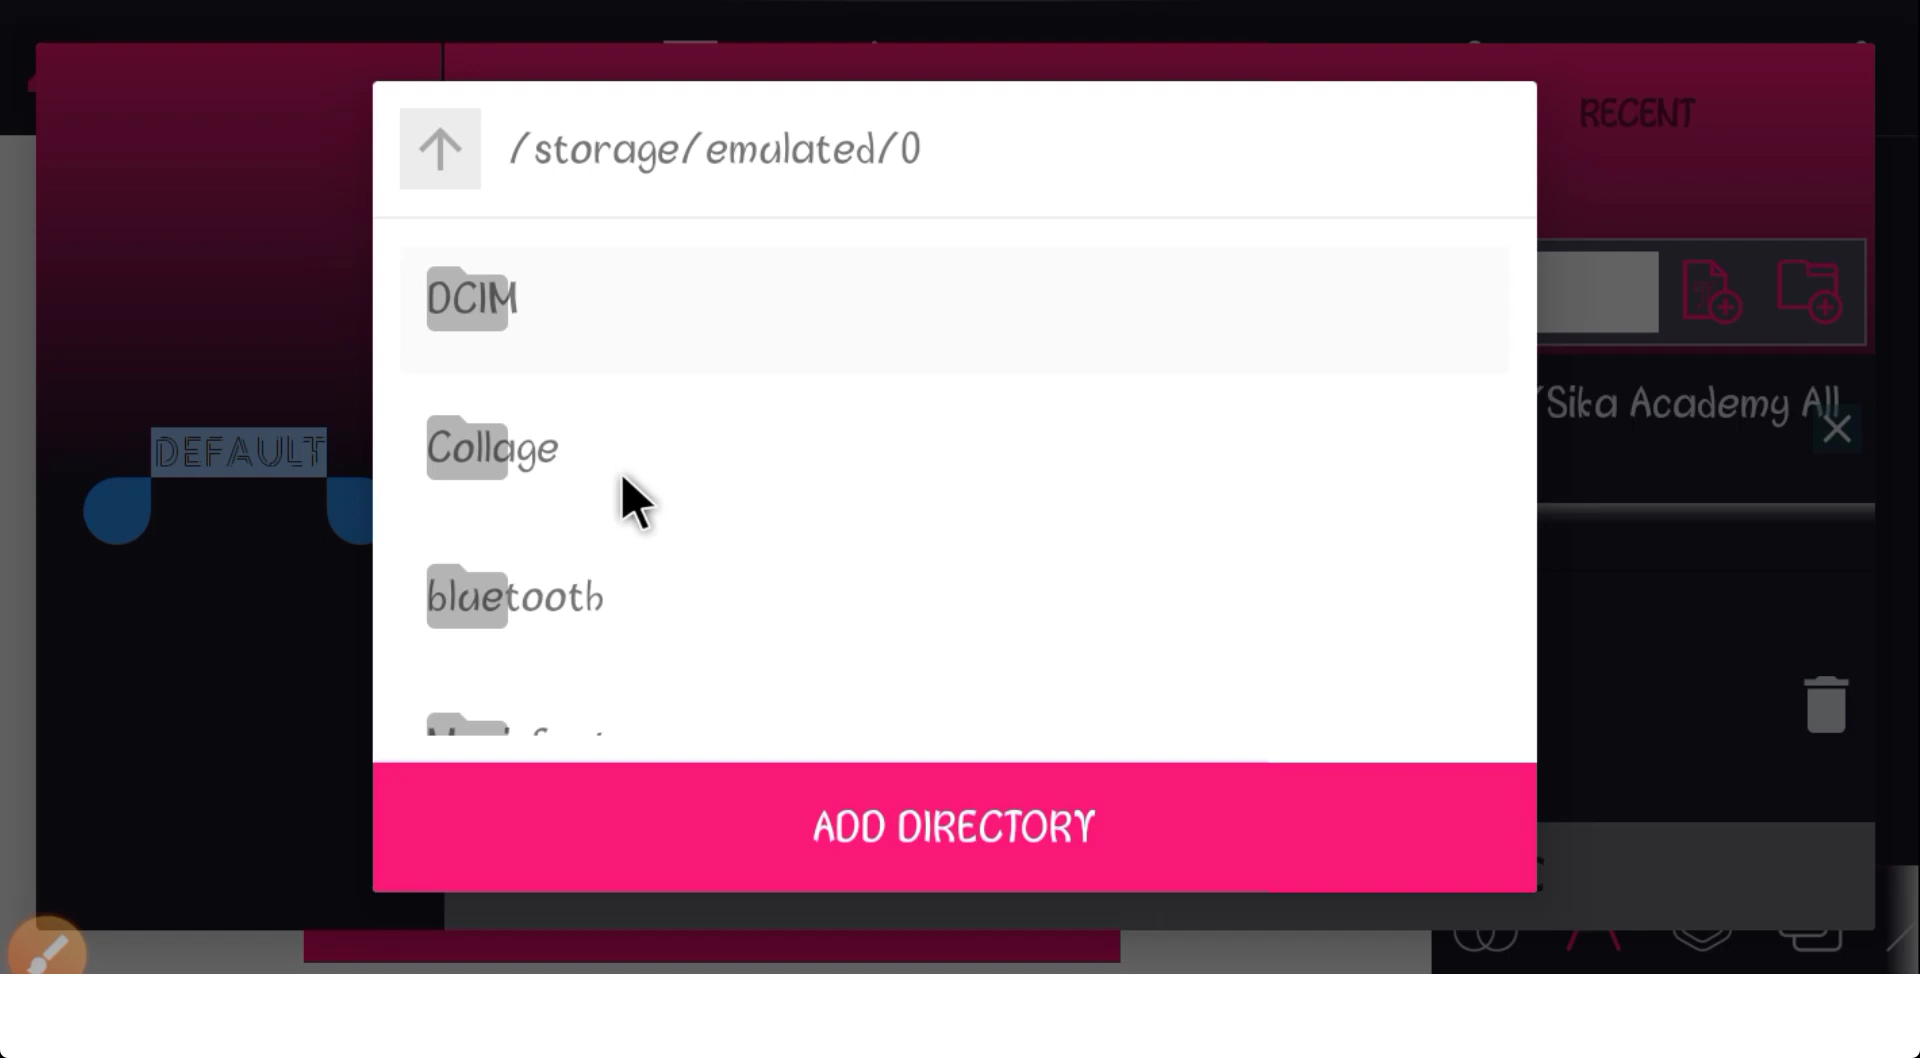 RECENT
/storage/emulated/0
DCIM
/Sika Academy All
Collage
DEFAULT
bluetooth
ADD DIRECTORY